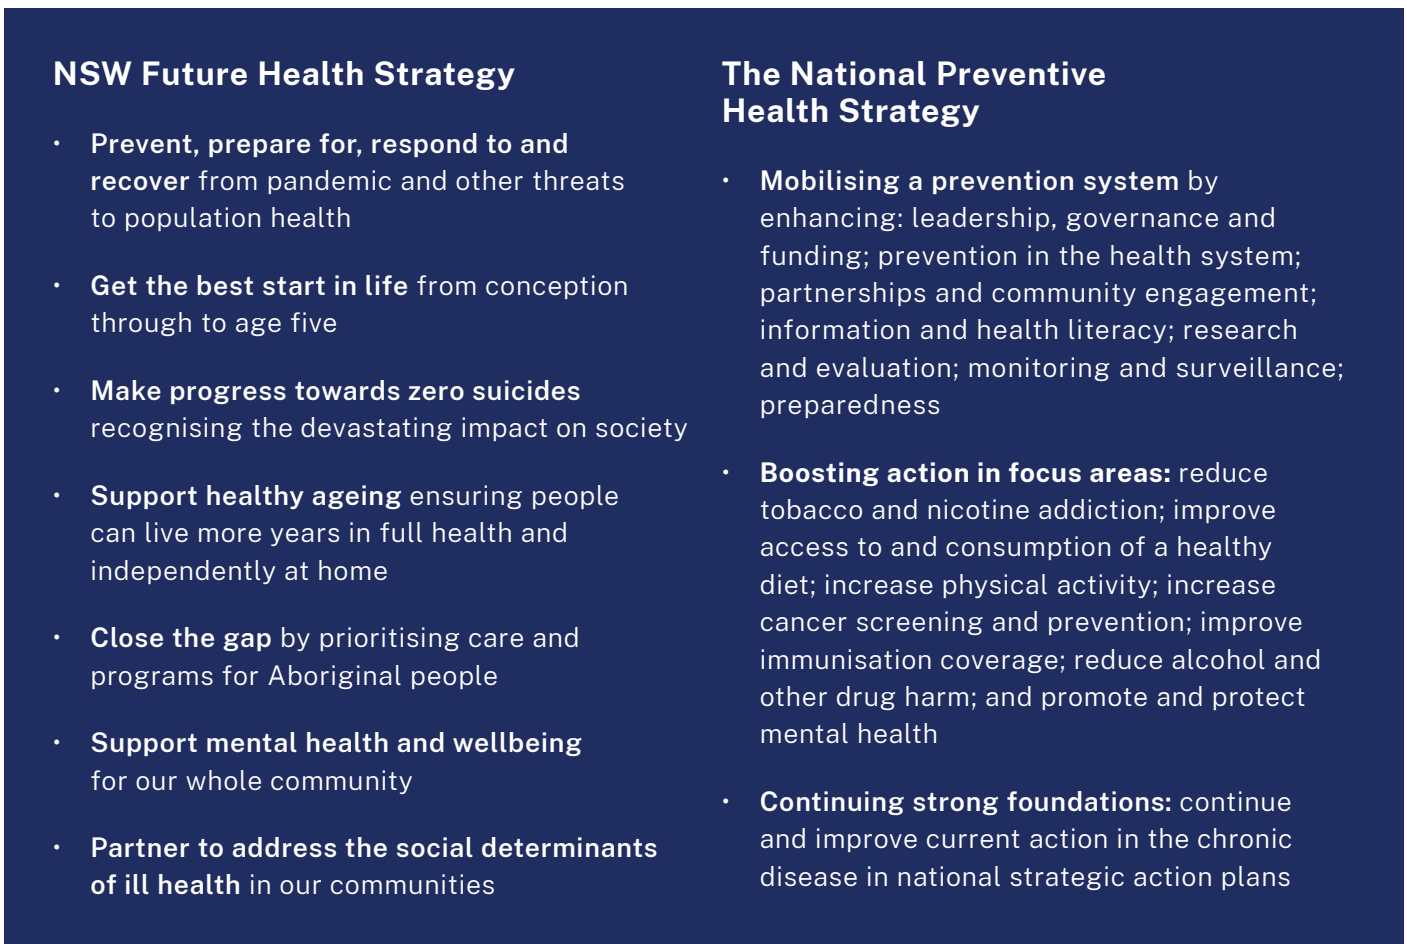 NSW Future Health Strategy
• Prevent, prepare for, respond to and
recover from pandemic and other threats
to population health
• Get the best start in life from conception
through to age five
• Make progress towards zero suicides
recognising the devastating impact on society
• Support healthy ageing ensuring people
can live more years in full health and
independently at home
• Close the gap by prioritising care and
programs for Aboriginal people
• Support mental health and wellbeing
for our whole community
• Partner to address the social determinants
of ill health in our communities
The National Preventive
Health Strategy
• Mobilising a prevention system by
enhancing: leadership, governance and
funding; prevention in the health system;
partnerships and community engagement;
information and health literacy; research
and evaluation; monitoring and surveillance;
preparedness
• Boosting action in focus areas: reduce
tobacco and nicotine addiction; improve
access to and consumption of a healthy
diet; increase physical activity; increase
cancer screening and prevention; improve
immunisation coverage; reduce alcohol and
other drug harm; and promote and protect
mental health
• Continuing strong foundations: continue
and improve current action in the chronic
disease in national strategic action plans